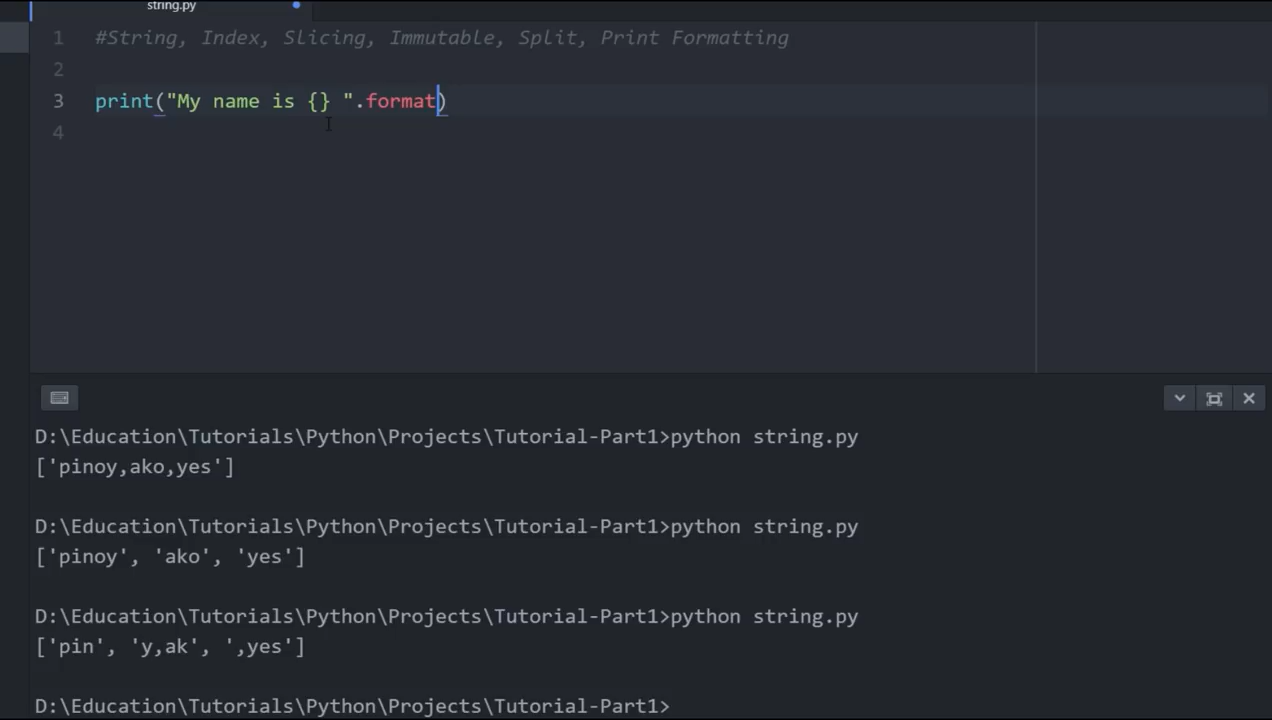 string.py
1 #String, Index, Slicing, Immutable, Split, Print Formatting
2
3 print("My name is {} ".format)
4
D:\Education\Tutorials\Python\Projects\Tutorial-Part1>python string.py
['pinoy,ako,yes']
D:\Education\Tutorials\Python\Projects\Tutorial-Part1>python string.py
['pinoy', 'ako', 'yes']
D:\Education\Tutorials\Python\Projects\Tutorial-Part1>python string.py
['pin', 'y,ak', ',yes']
D:\Education\Tutorials\Python\Projects\Tutorial-Part1>